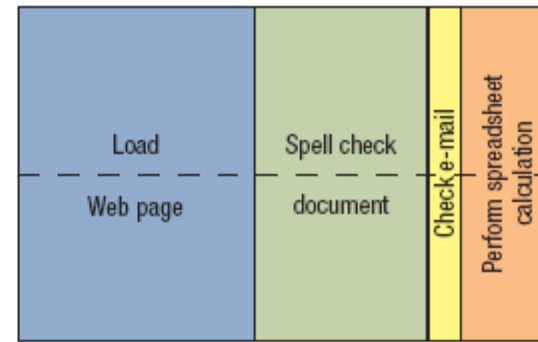 Load
Web page
Spell check
document
Check e-mail
Perform spreadsheet
calculation